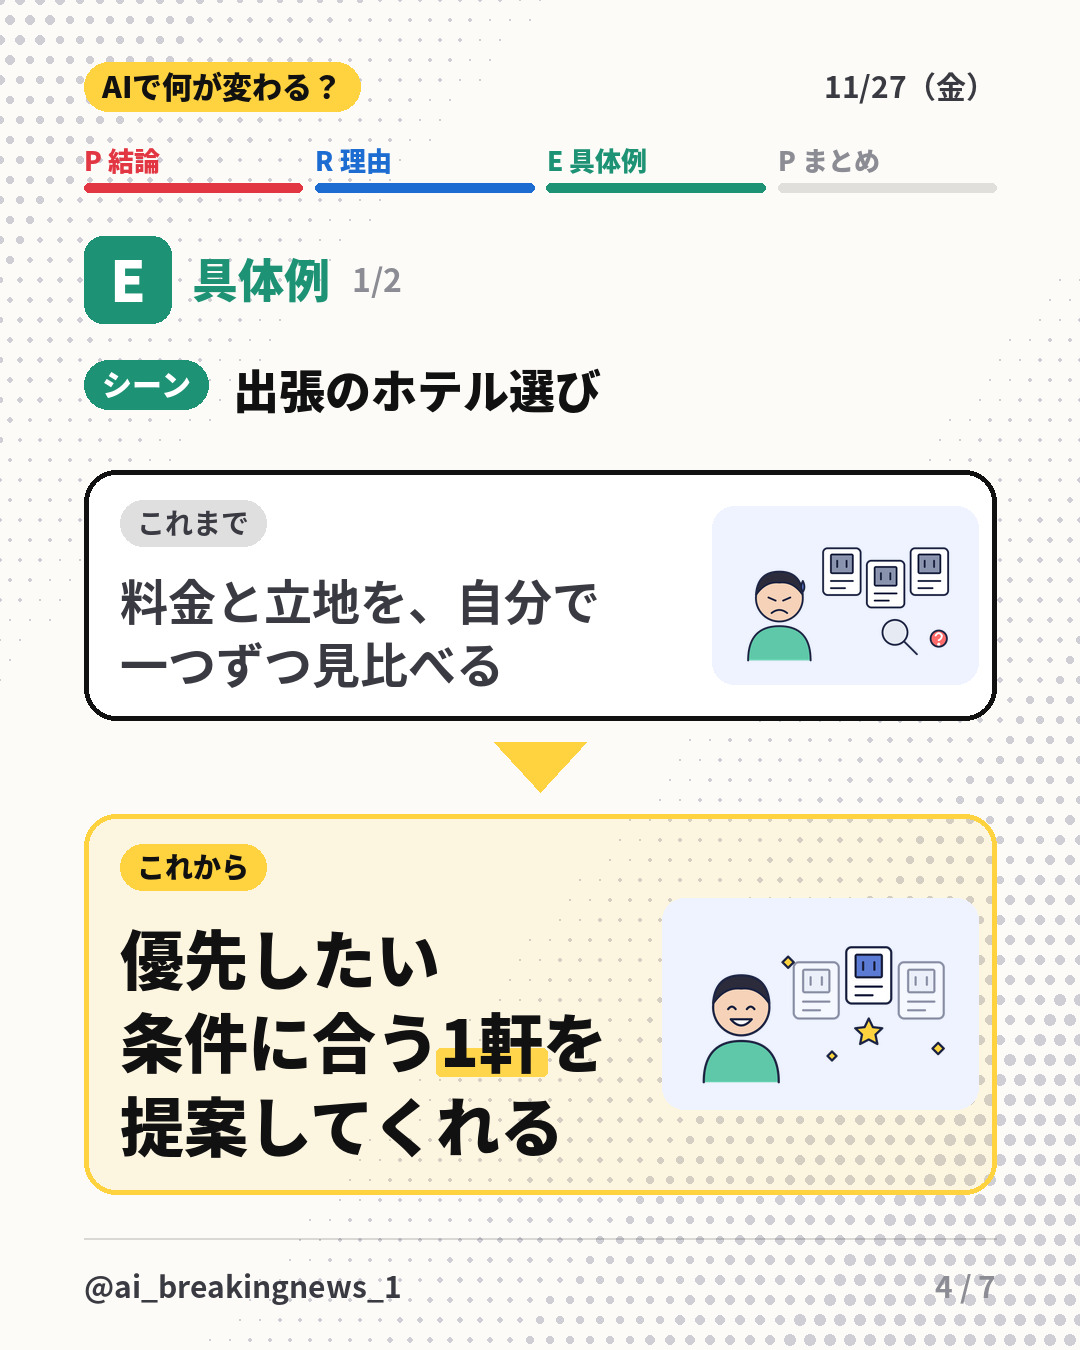 AIで何が変わる？
11/27（金）
P 結論
R 理由
E 具体例
P まとめ
E 具体例 1/2
シーン 出張のホテル選び
これまで
料金と立地を、自分で
一つずつ見比べる
?
これから
優先したい
条件に合う1軒を
提案してくれる
@ai_breakingnews_1
4 / 7